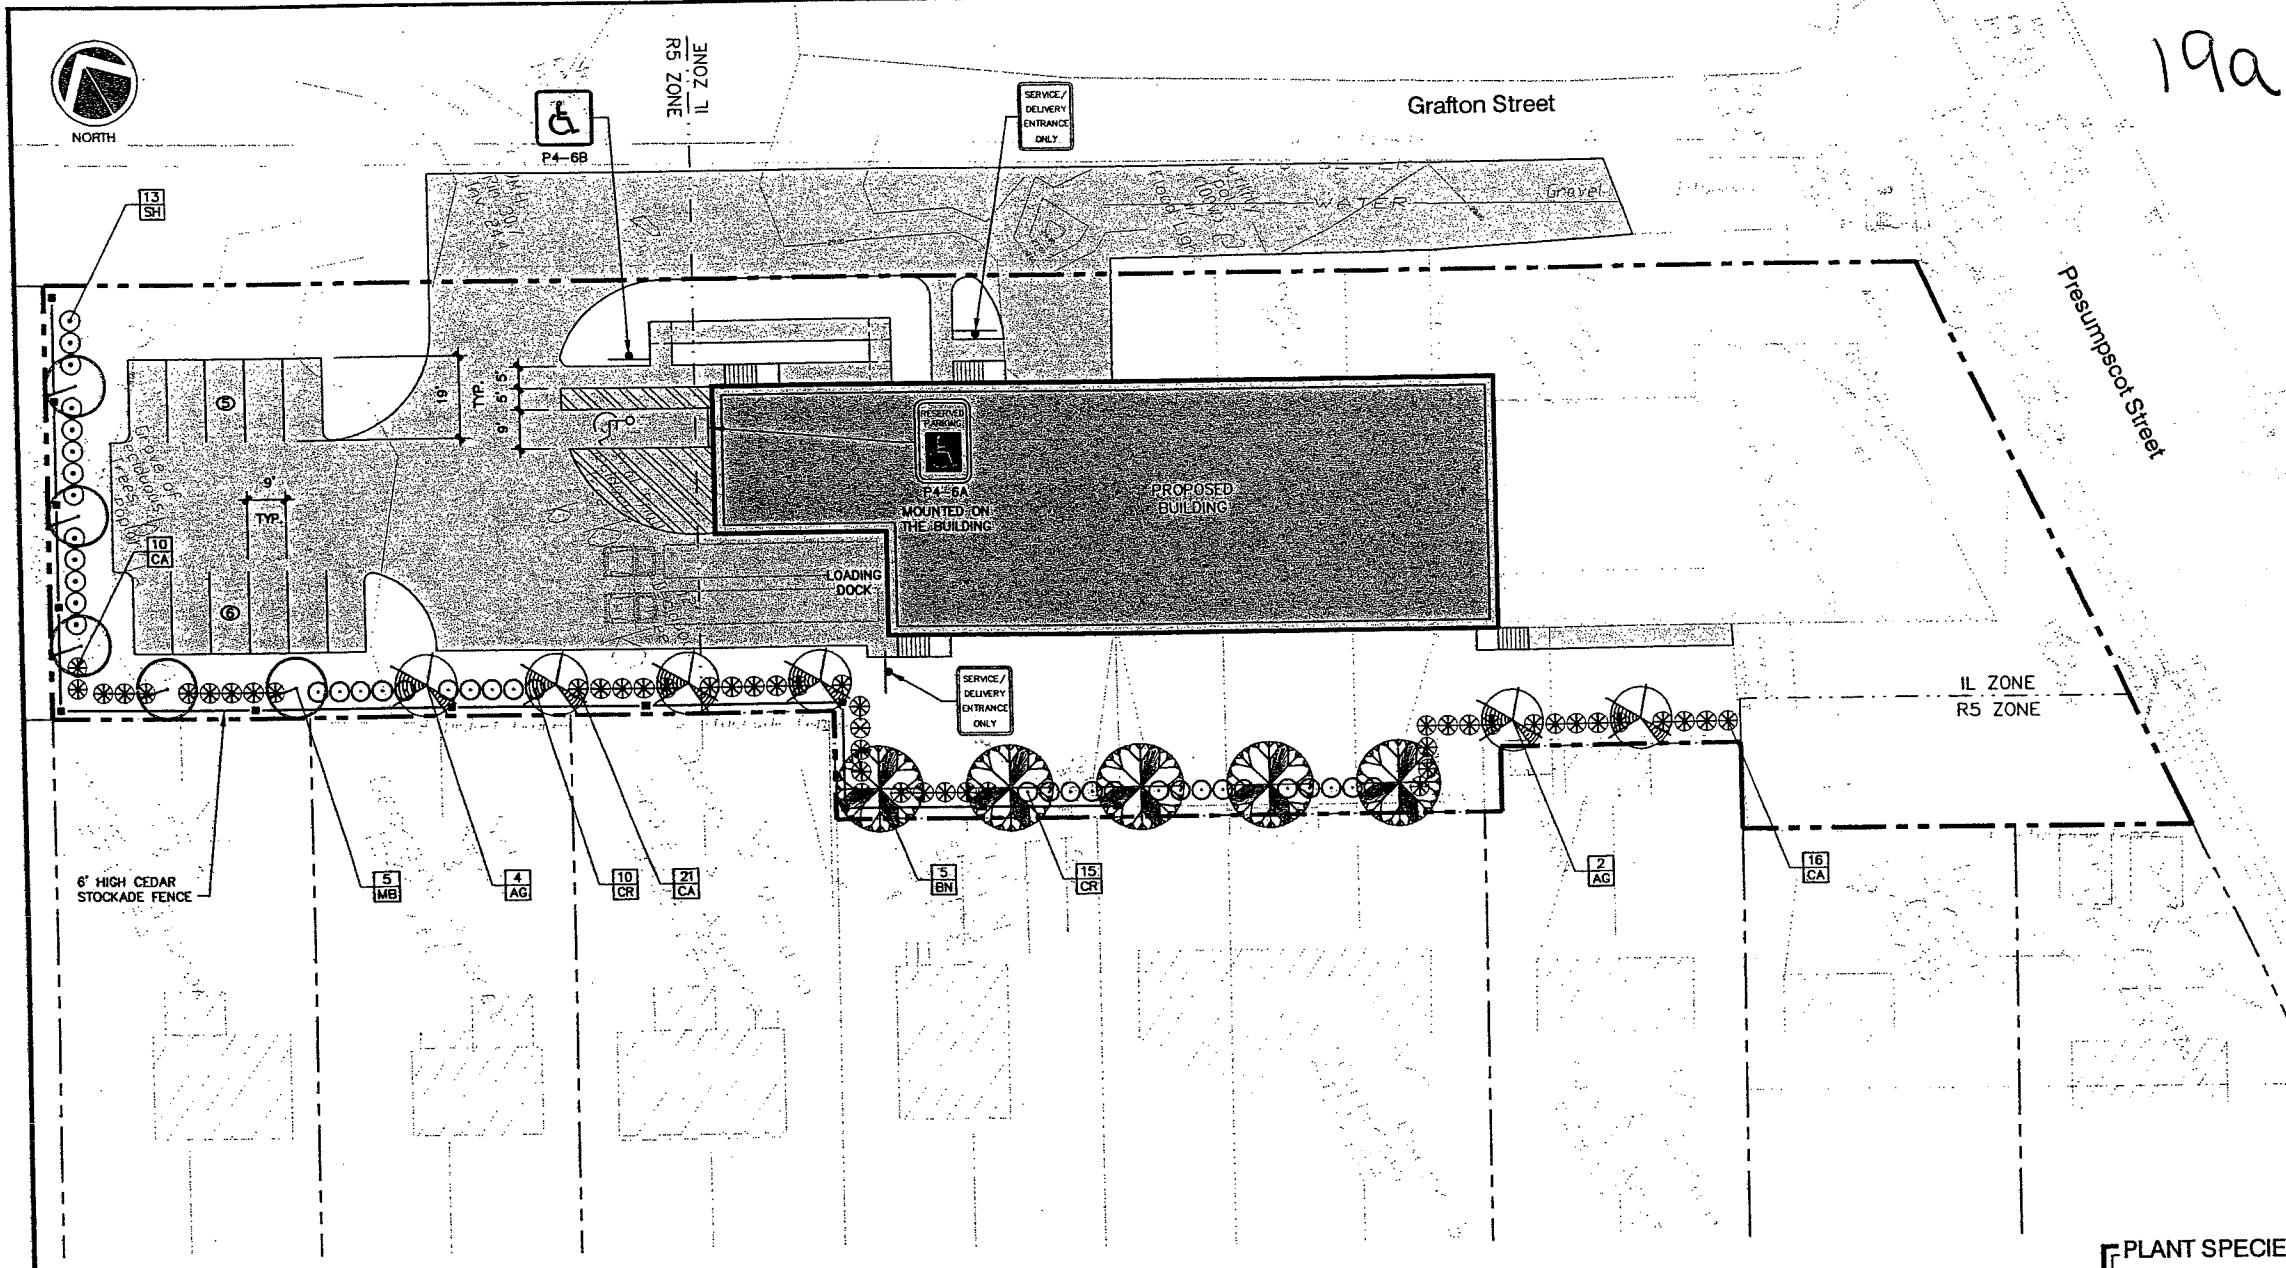 19a
NORTH
IL ZONE
R5 ZONE
P4-6B
SERVICE/
DELIVERY
ENTRANCE
ONLY
Grafton Street
Presumpscot Street
13
SH
SEWER
WATER
Gravel
19'
TYP.
5'
5'
9'
5
9'
TYP.
6
10
CA
RESERVED
PARKING
P4-6A
MOUNTED ON
THE BUILDING
PROPOSED
BUILDING
LOADING
DOCK
SERVICE/
DELIVERY
ENTRANCE
ONLY
IL ZONE
R5 ZONE
6' HIGH CEDAR
STOCKADE FENCE
5
MB
4
AG
10
CR
21
CA
5
BN
15
CR
2
AG
16
CA
PLANT SPECIE